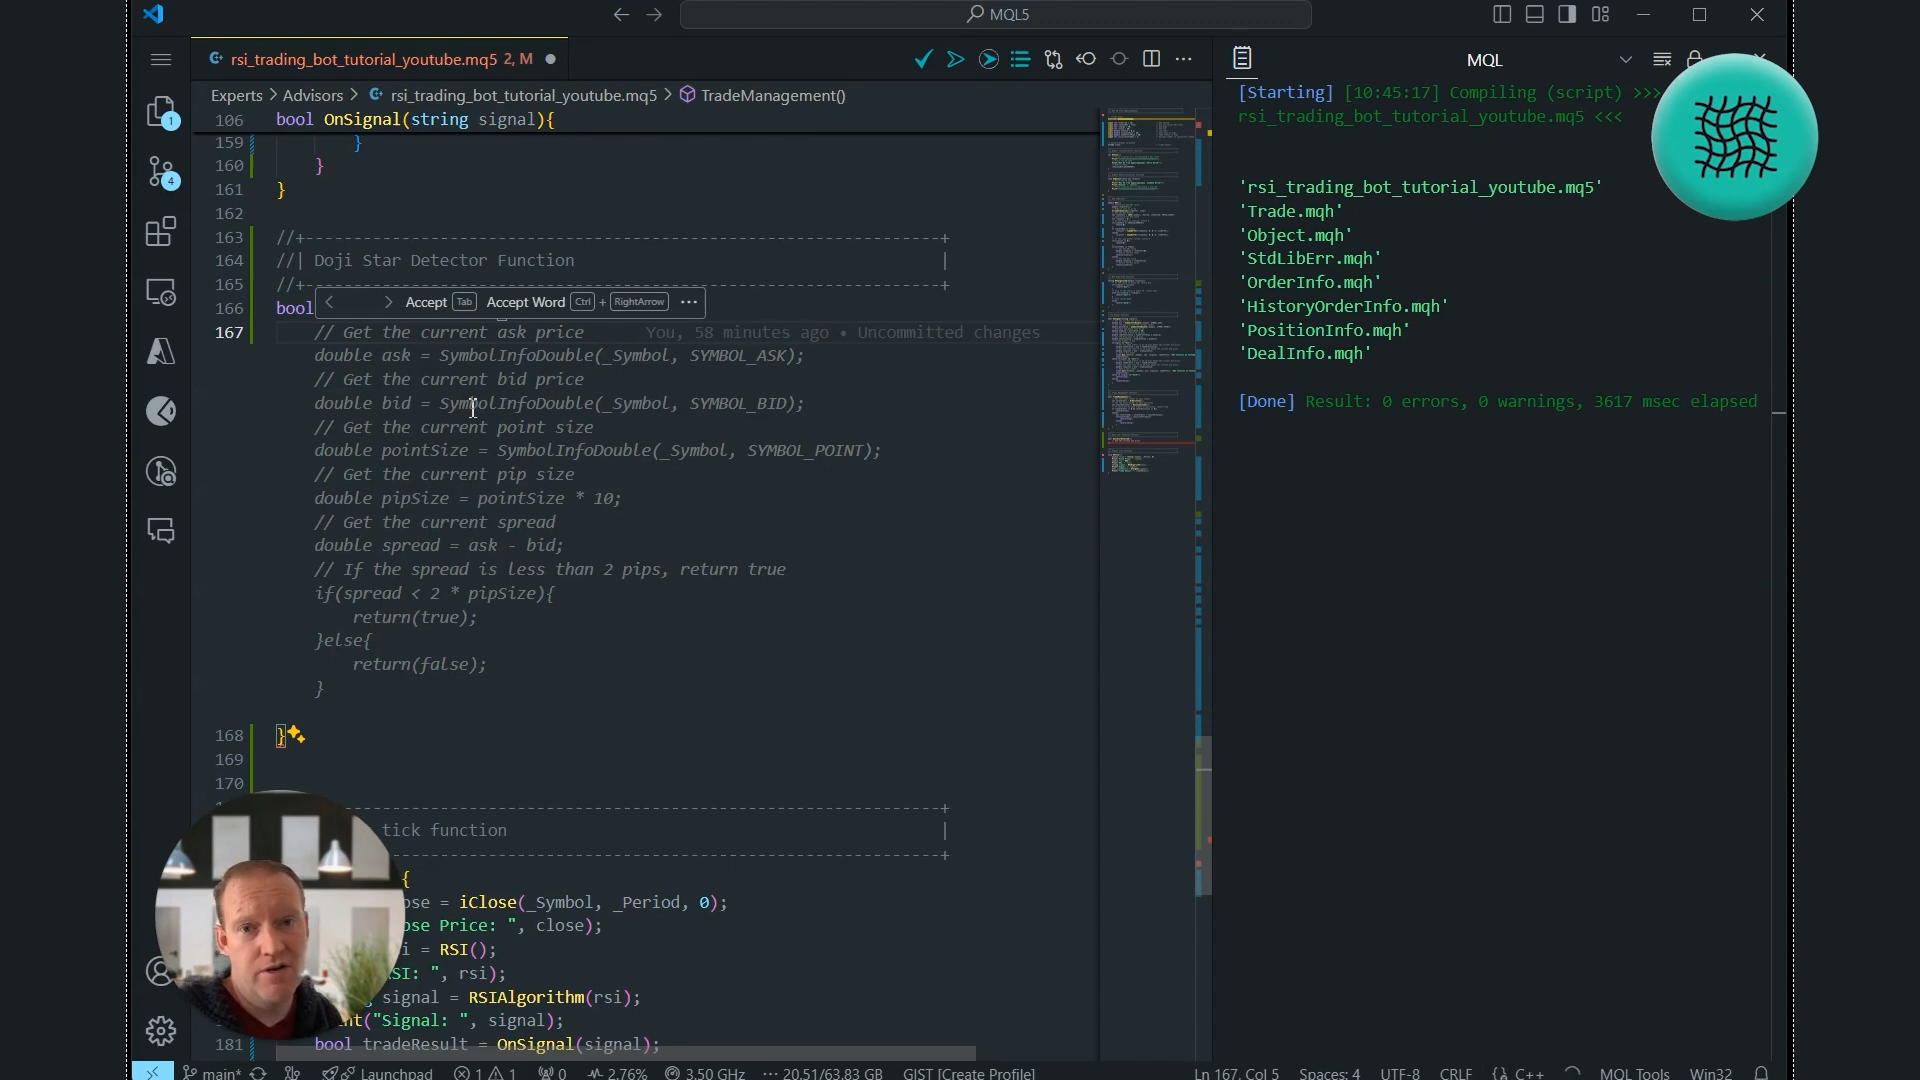 MQL5
rsi_trading_bot_tutorial_youtube.mq5 2, M
MQL
Experts > Advisors > rsi_trading_bot_tutorial_youtube.mq5 > TradeManagement()
106 bool OnSignal(string signal){
159 }
160 }
161 }
162
163 //+----------------------------------------------------------------------+
164 //| Doji Star Detector Function |
165 //+----------------------------------------------------------------------+
Accept Tab Accept Word Ctrl + RightArrow ...
166 bool
167 // Get the current ask price You, 58 minutes ago • Uncommitted changes
double ask = SymbolInfoDouble(_Symbol, SYMBOL_ASK);
// Get the current bid price
double bid = SymbolInfoDouble(_Symbol, SYMBOL_BID);
// Get the current point size
double pointSize = SymbolInfoDouble(_Symbol, SYMBOL_POINT);
// Get the current pip size
double pipSize = pointSize * 10;
// Get the current spread
double spread = ask - bid;
// If the spread is less than 2 pips, return true
if(spread < 2 * pipSize){
return(true);
}else{
return(false);
}
168 }
169
170
----------------------------------------------------------+
tick function |
----------------------------------------------------------+
{
ose = iClose(_Symbol, _Period, 0);
ose Price: ", close);
i = RSI();
SI: ", rsi);
signal = RSIAlgorithm(rsi);
nt("Signal: ", signal);
181 bool tradeResult = OnSignal(signal);
[Starting] [10:45:17] Compiling (script) >>>
rsi_trading_bot_tutorial_youtube.mq5 <<<
'rsi_trading_bot_tutorial_youtube.mq5'
'Trade.mqh'
'Object.mqh'
'StdLibErr.mqh'
'OrderInfo.mqh'
'HistoryOrderInfo.mqh'
'PositionInfo.mqh'
'DealInfo.mqh'
[Done] Result: 0 errors, 0 warnings, 3617 msec elapsed
1
4
main* Launchpad 1 1 0 2.76% 3.50 GHz 20.51/63.83 GB GIST [Create Profile] Ln 167, Col 5 Spaces: 4 UTF-8 CRLF {} C++ MQL Tools Win32